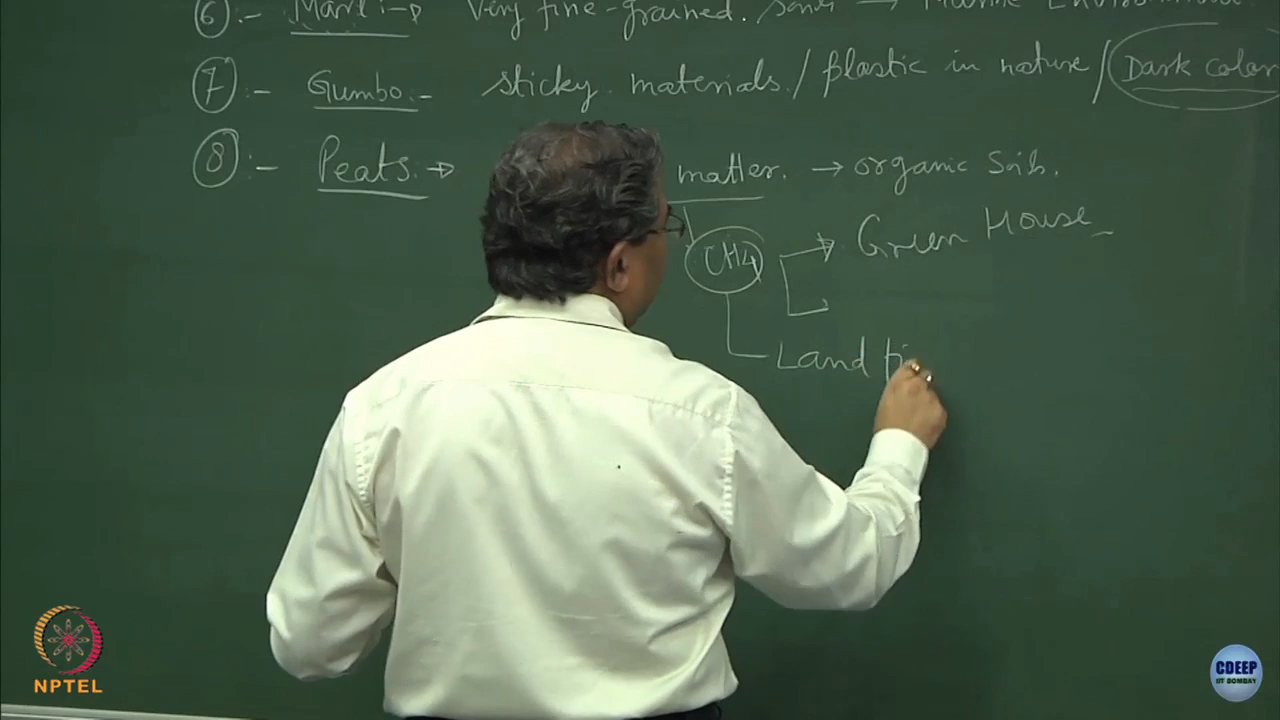 ⑥:- Marl:→ Very fine-grained. soils →
⑦:- Gumbo.- sticky materials./plastic in nature/Dark color
⑧:- Peats.→ matter. → organic Soils.
CH4 → Green House
Land fi
NPTEL
CDEEP
IIT BOMBAY